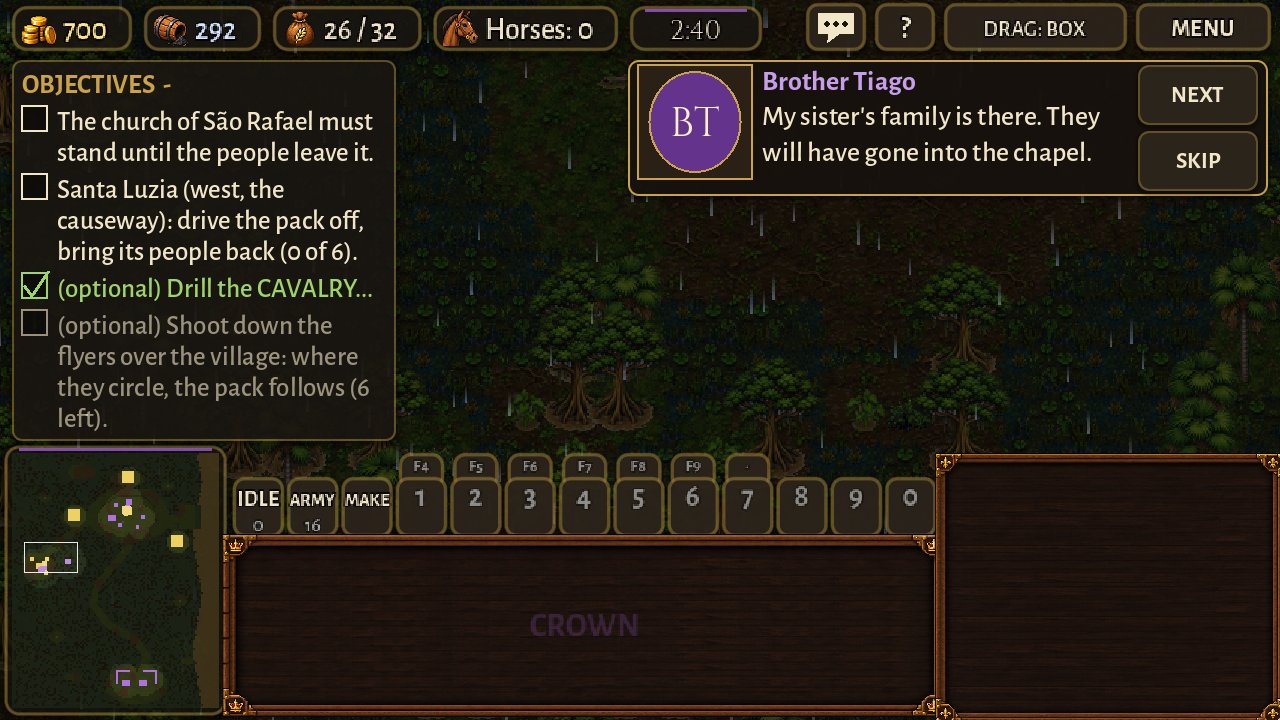 700
292
26 / 32
Horses: 0
2:40
?
DRAG: BOX
MENU
OBJECTIVES -
The church of São Rafael must
stand until the people leave it.
Santa Luzia (west, the
causeway): drive the pack off,
bring its people back (0 of 6).
(optional) Drill the CAVALRY...
(optional) Shoot down the
flyers over the village: where
they circle, the pack follows (6
left).
BT
Brother Tiago
My sister's family is there. They
will have gone into the chapel.
NEXT
SKIP
F4
F5
F6
F7
F8
F9
IDLE
0
ARMY
16
MAKE
1
2
3
4
5
6
7
8
9
0
CROWN